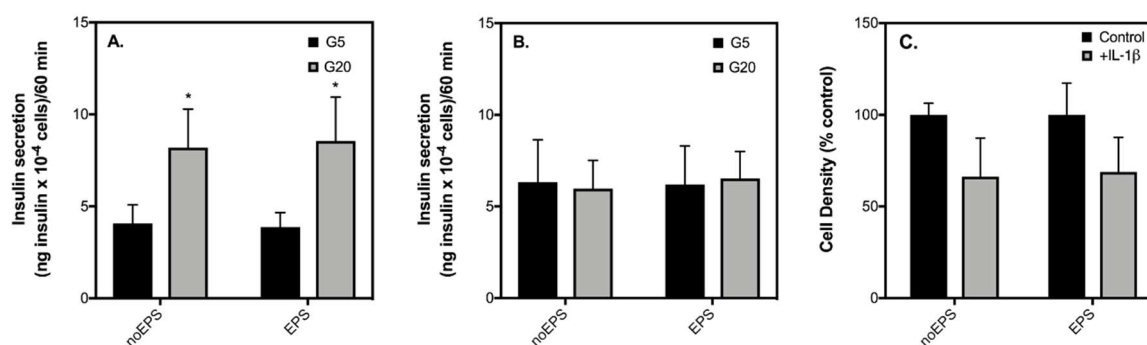 A.
G5
G20
*
*
15
10
5
0
Insulin secretion
(ng insulin x 10⁻⁴ cells)/60 min
noEPS
EPS
B.
G5
G20
15
10
5
0
Insulin secretion
(ng insulin x 10⁻⁴ cells)/60 min
noEPS
EPS
C.
Control
+IL-1β
150
100
50
0
Cell Density (% control)
noEPS
EPS